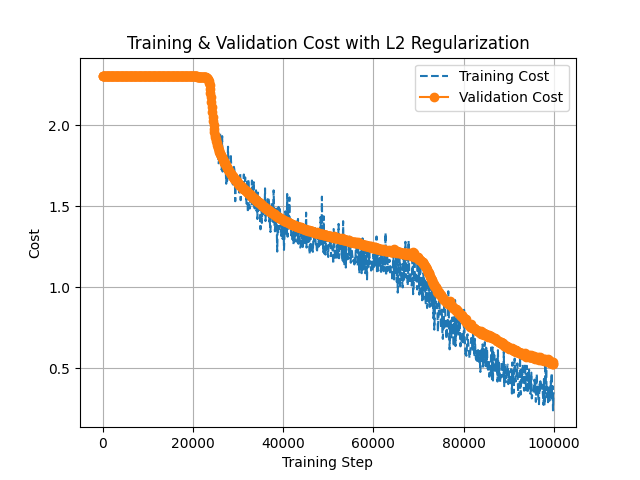 Training & Validation Cost with L2 Regularization
Training Cost
Validation Cost
Cost
2.0
1.5
1.0
0.5
0 20000 40000 60000 80000 100000
Training Step